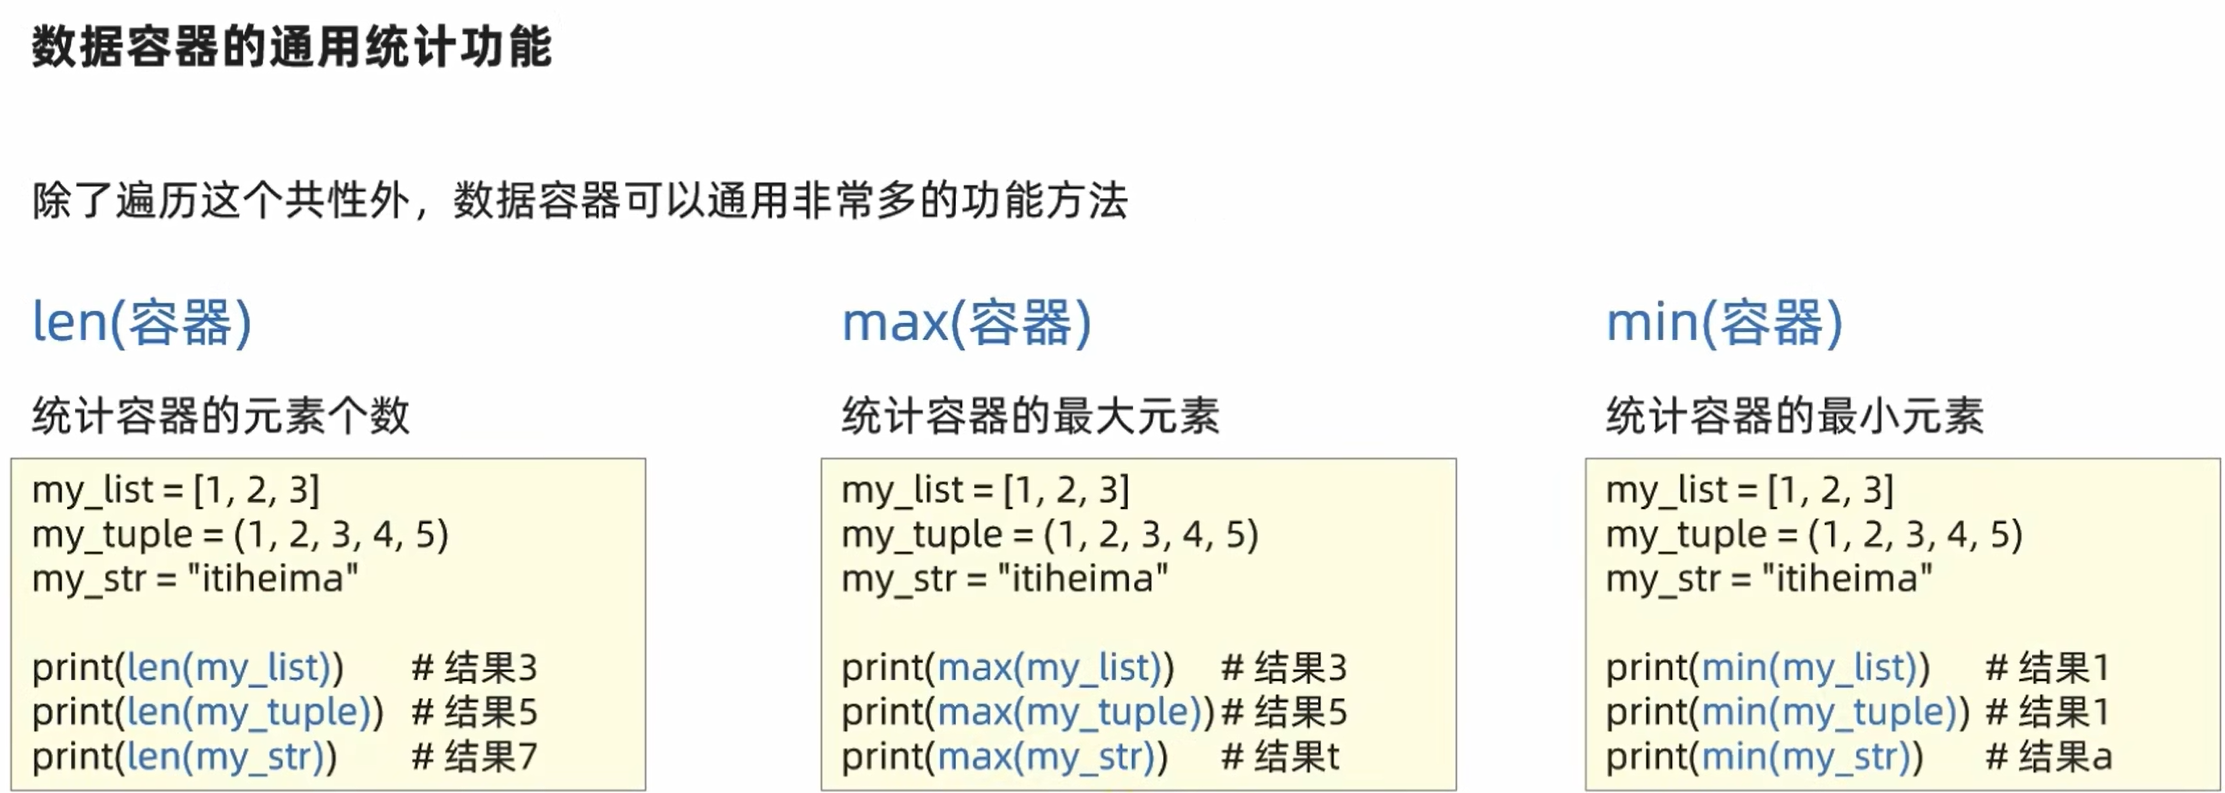 数据容器的通用统计功能
除了遍历这个共性外，数据容器可以通用非常多的功能方法
len(容器)
统计容器的元素个数
my_list = [1, 2, 3]
my_tuple = (1, 2, 3, 4, 5)
my_str = "itiheima"
print(len(my_list)) # 结果3
print(len(my_tuple)) # 结果5
print(len(my_str)) # 结果7
max(容器)
统计容器的最大元素
my_list = [1, 2, 3]
my_tuple = (1, 2, 3, 4, 5)
my_str = "itiheima"
print(max(my_list)) # 结果3
print(max(my_tuple))# 结果5
print(max(my_str)) # 结果t
min(容器)
统计容器的最小元素
my_list = [1, 2, 3]
my_tuple = (1, 2, 3, 4, 5)
my_str = "itiheima"
print(min(my_list)) # 结果1
print(min(my_tuple)) # 结果1
print(min(my_str)) # 结果a